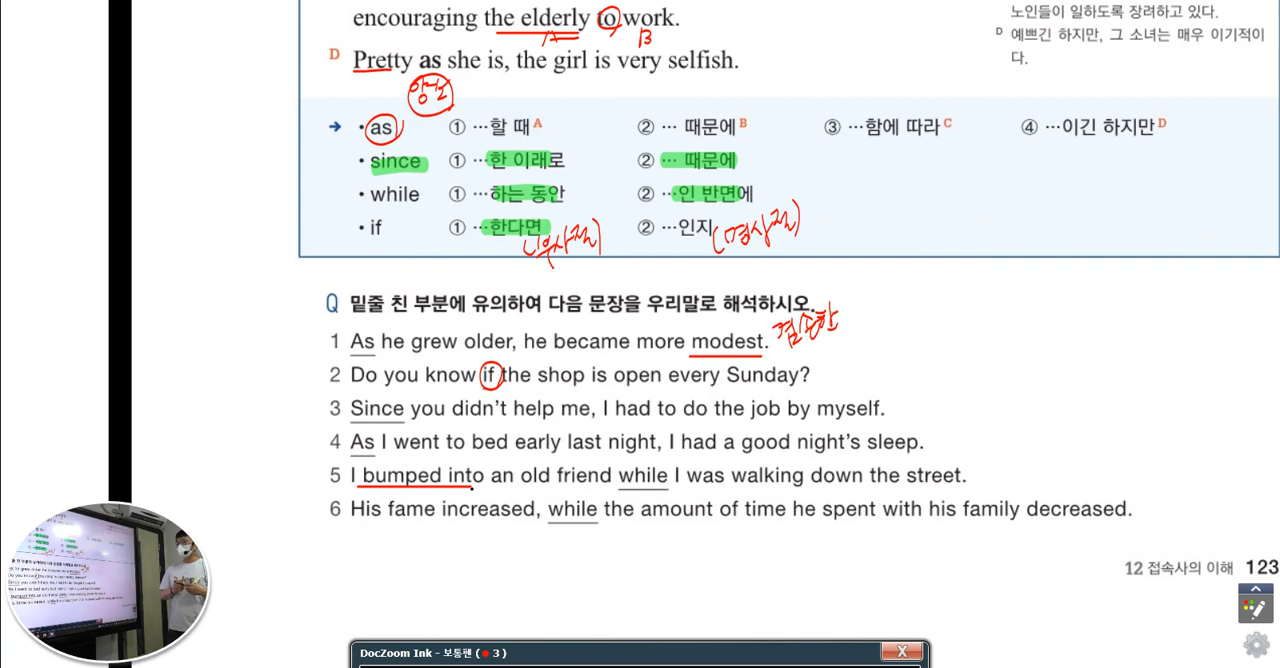 encouraging the elderly to work.
A B
D Pretty as she is, the girl is very selfish.
양보
노인들이 일하도록 장려하고 있다.
D 예쁘긴 하지만, 그 소녀는 매우 이기적이
다.
→ • as ① …할 때A ② … 때문에B ③ …함에 따라C ④ …이긴 하지만D
• since ① …한 이래로 ② … 때문에
• while ① …하는 동안 ② …인 반면에
• if ① …한다면 ② …인지 (명사절)
(부사절)
Q 밑줄 친 부분에 유의하여 다음 문장을 우리말로 해석하시오.
겸손한
1 As he grew older, he became more modest.
2 Do you know if the shop is open every Sunday?
3 Since you didn't help me, I had to do the job by myself.
4 As I went to bed early last night, I had a good night's sleep.
5 I bumped into an old friend while I was walking down the street.
6 His fame increased, while the amount of time he spent with his family decreased.
12 접속사의 이해 123
DocZoom Ink - 보통펜 ( 3 ) X